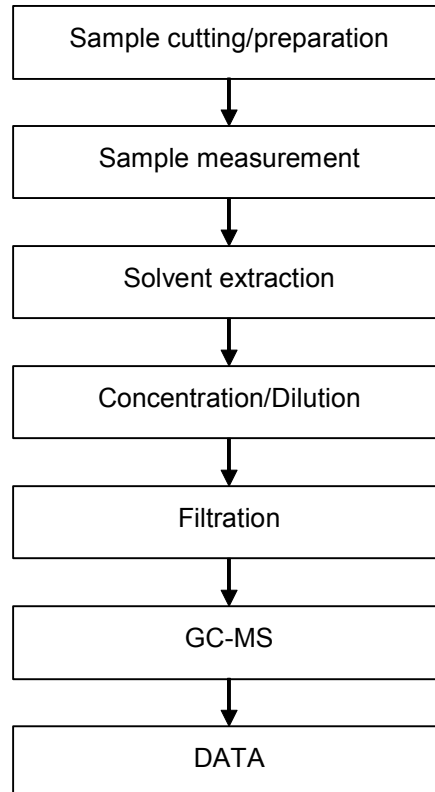 Sample cutting/preparation
Sample measurement
Solvent extraction
Concentration/Dilution
Filtration
GC-MS
DATA